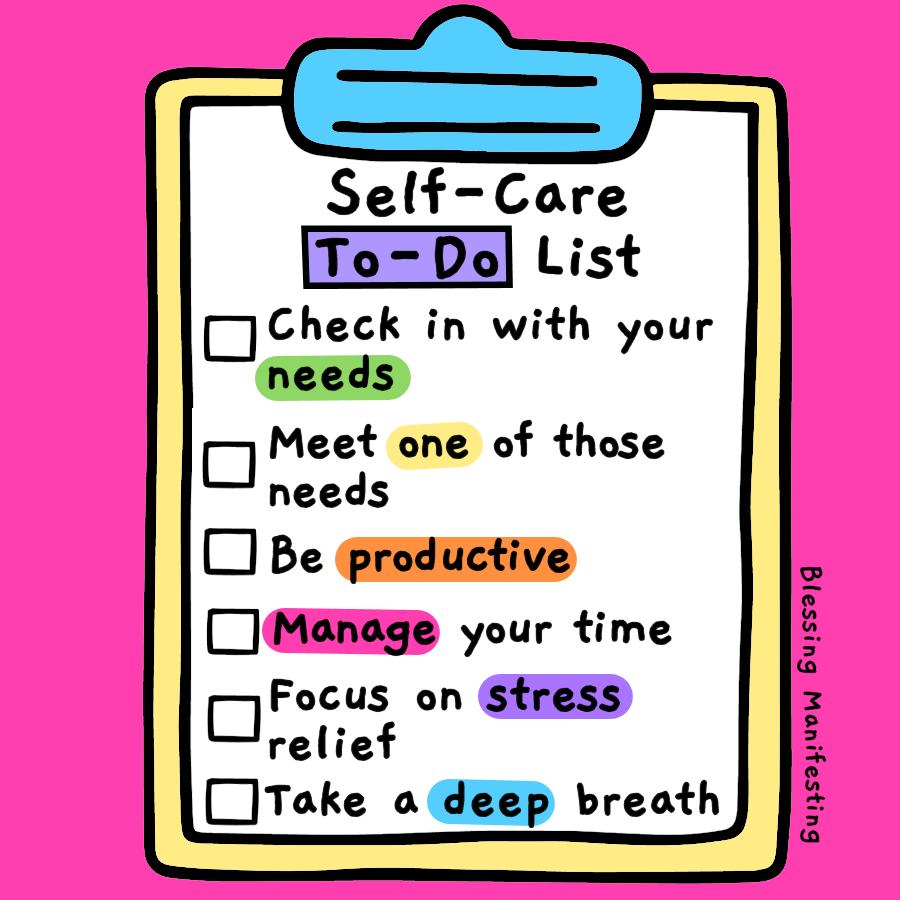 Self-Care
To-Do List
Check in with your
needs
Meet one of those
needs
Be productive
Manage your time
Focus on stress
relief
Take a deep breath
Blessing Manifesting